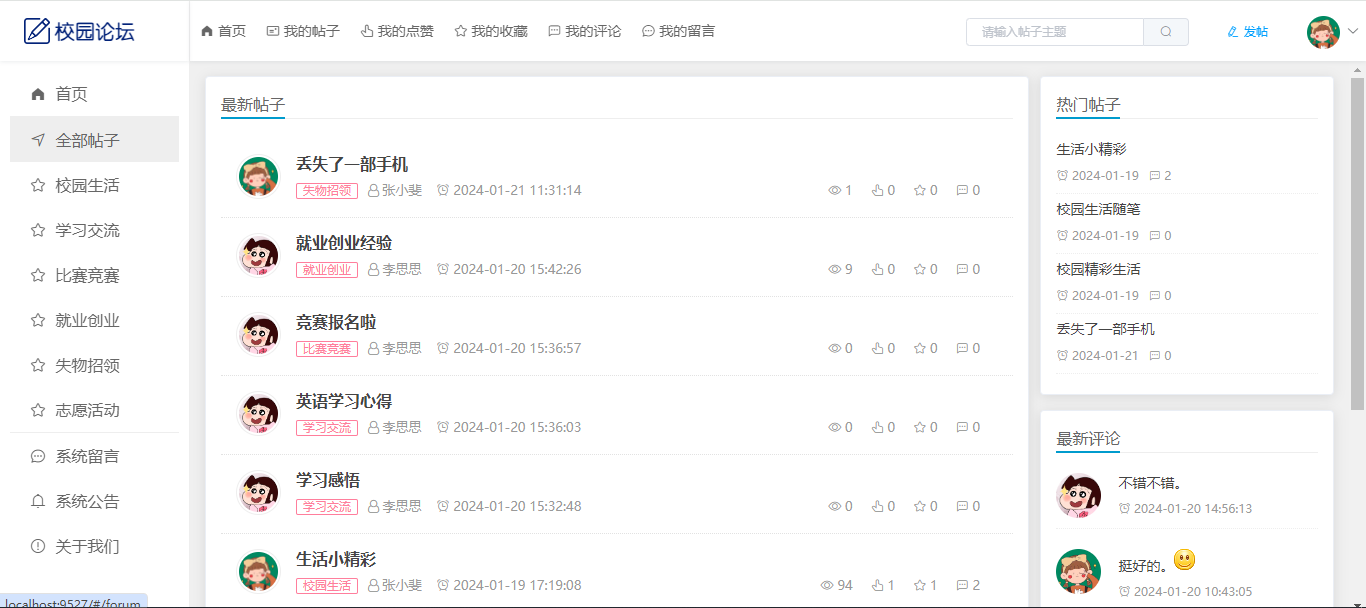 校园论坛
首页 我的帖子 我的点赞 我的收藏 我的评论 我的留言
请输入帖子主题
发帖
首页
全部帖子
校园生活
学习交流
比赛竞赛
就业创业
失物招领
志愿活动
系统留言
系统公告
关于我们
最新帖子
丢失了一部手机
失物招领 张小斐 2024-01-21 11:31:14 1 0 0 0
就业创业经验
就业创业 李思思 2024-01-20 15:42:26 9 0 0 0
竞赛报名啦
比赛竞赛 李思思 2024-01-20 15:36:57 0 0 0 0
英语学习心得
学习交流 李思思 2024-01-20 15:36:03 0 0 0 0
学习感悟
学习交流 李思思 2024-01-20 15:32:48 0 0 0 0
生活小精彩
校园生活 张小斐 2024-01-19 17:19:08 94 1 1 2
热门帖子
生活小精彩
2024-01-19 2
校园生活随笔
2024-01-19 0
校园精彩生活
2024-01-19 0
丢失了一部手机
2024-01-21 0
最新评论
不错不错。
2024-01-20 14:56:13
挺好的。
2024-01-20 10:43:05
localhost:9527/#/forum